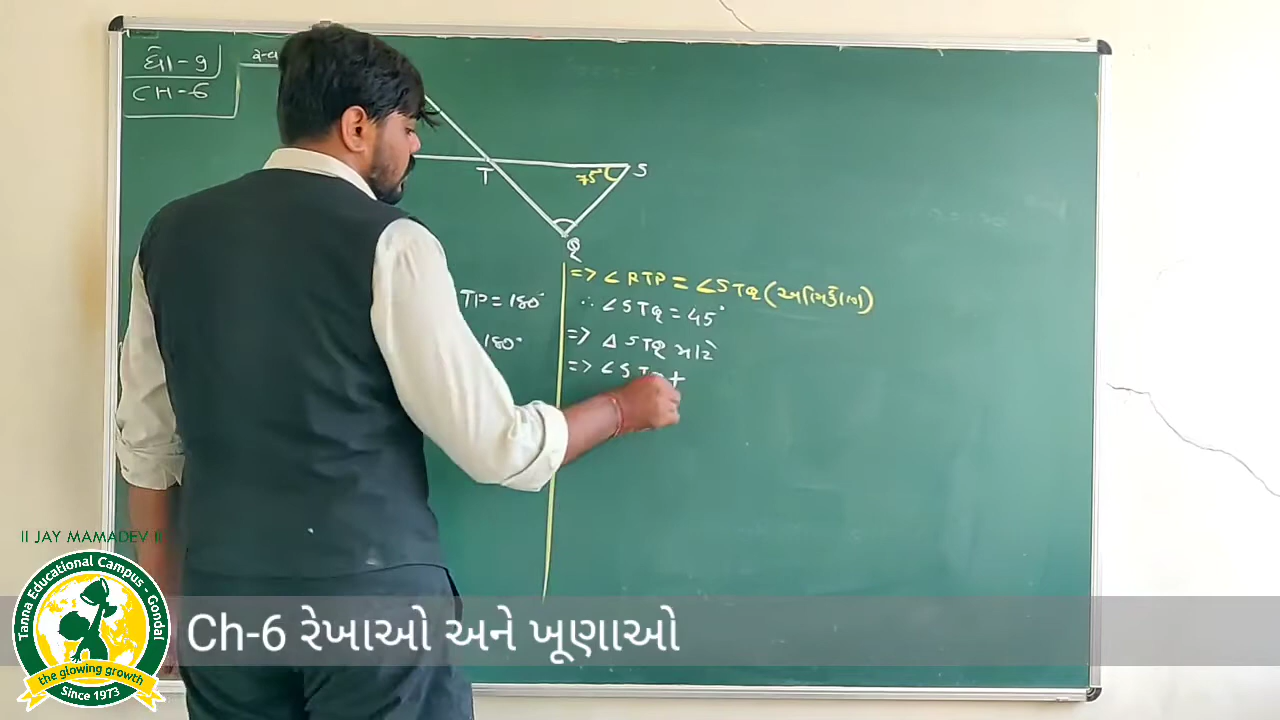 ધો-9
CH-6
T
75°
S
Q
TP = 180°
180°
=> ∠RTP = ∠STQ (અભિકોણ)
∴ ∠STQ = 45°
=> Δ STQ માટે
=> ∠STQ +
II JAY MAMADEV II
Tanna Educational Campus - Gondal
the glowing growth
Since 1973
Ch-6 રેખાઓ અને ખૂણાઓ